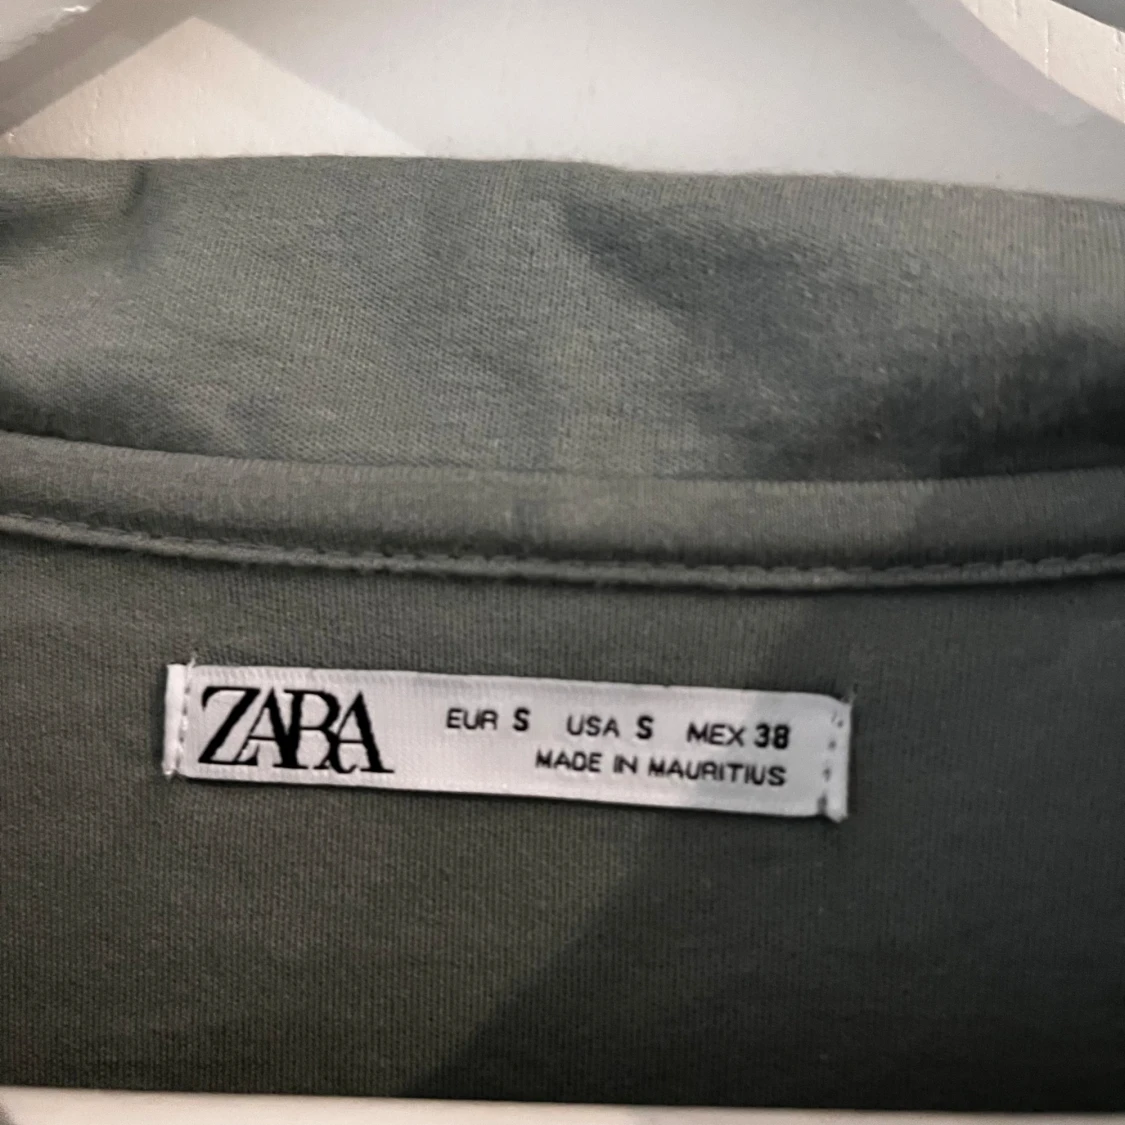 ZARA
EUR S USA S MEX 38
MADE IN MAURITIUS